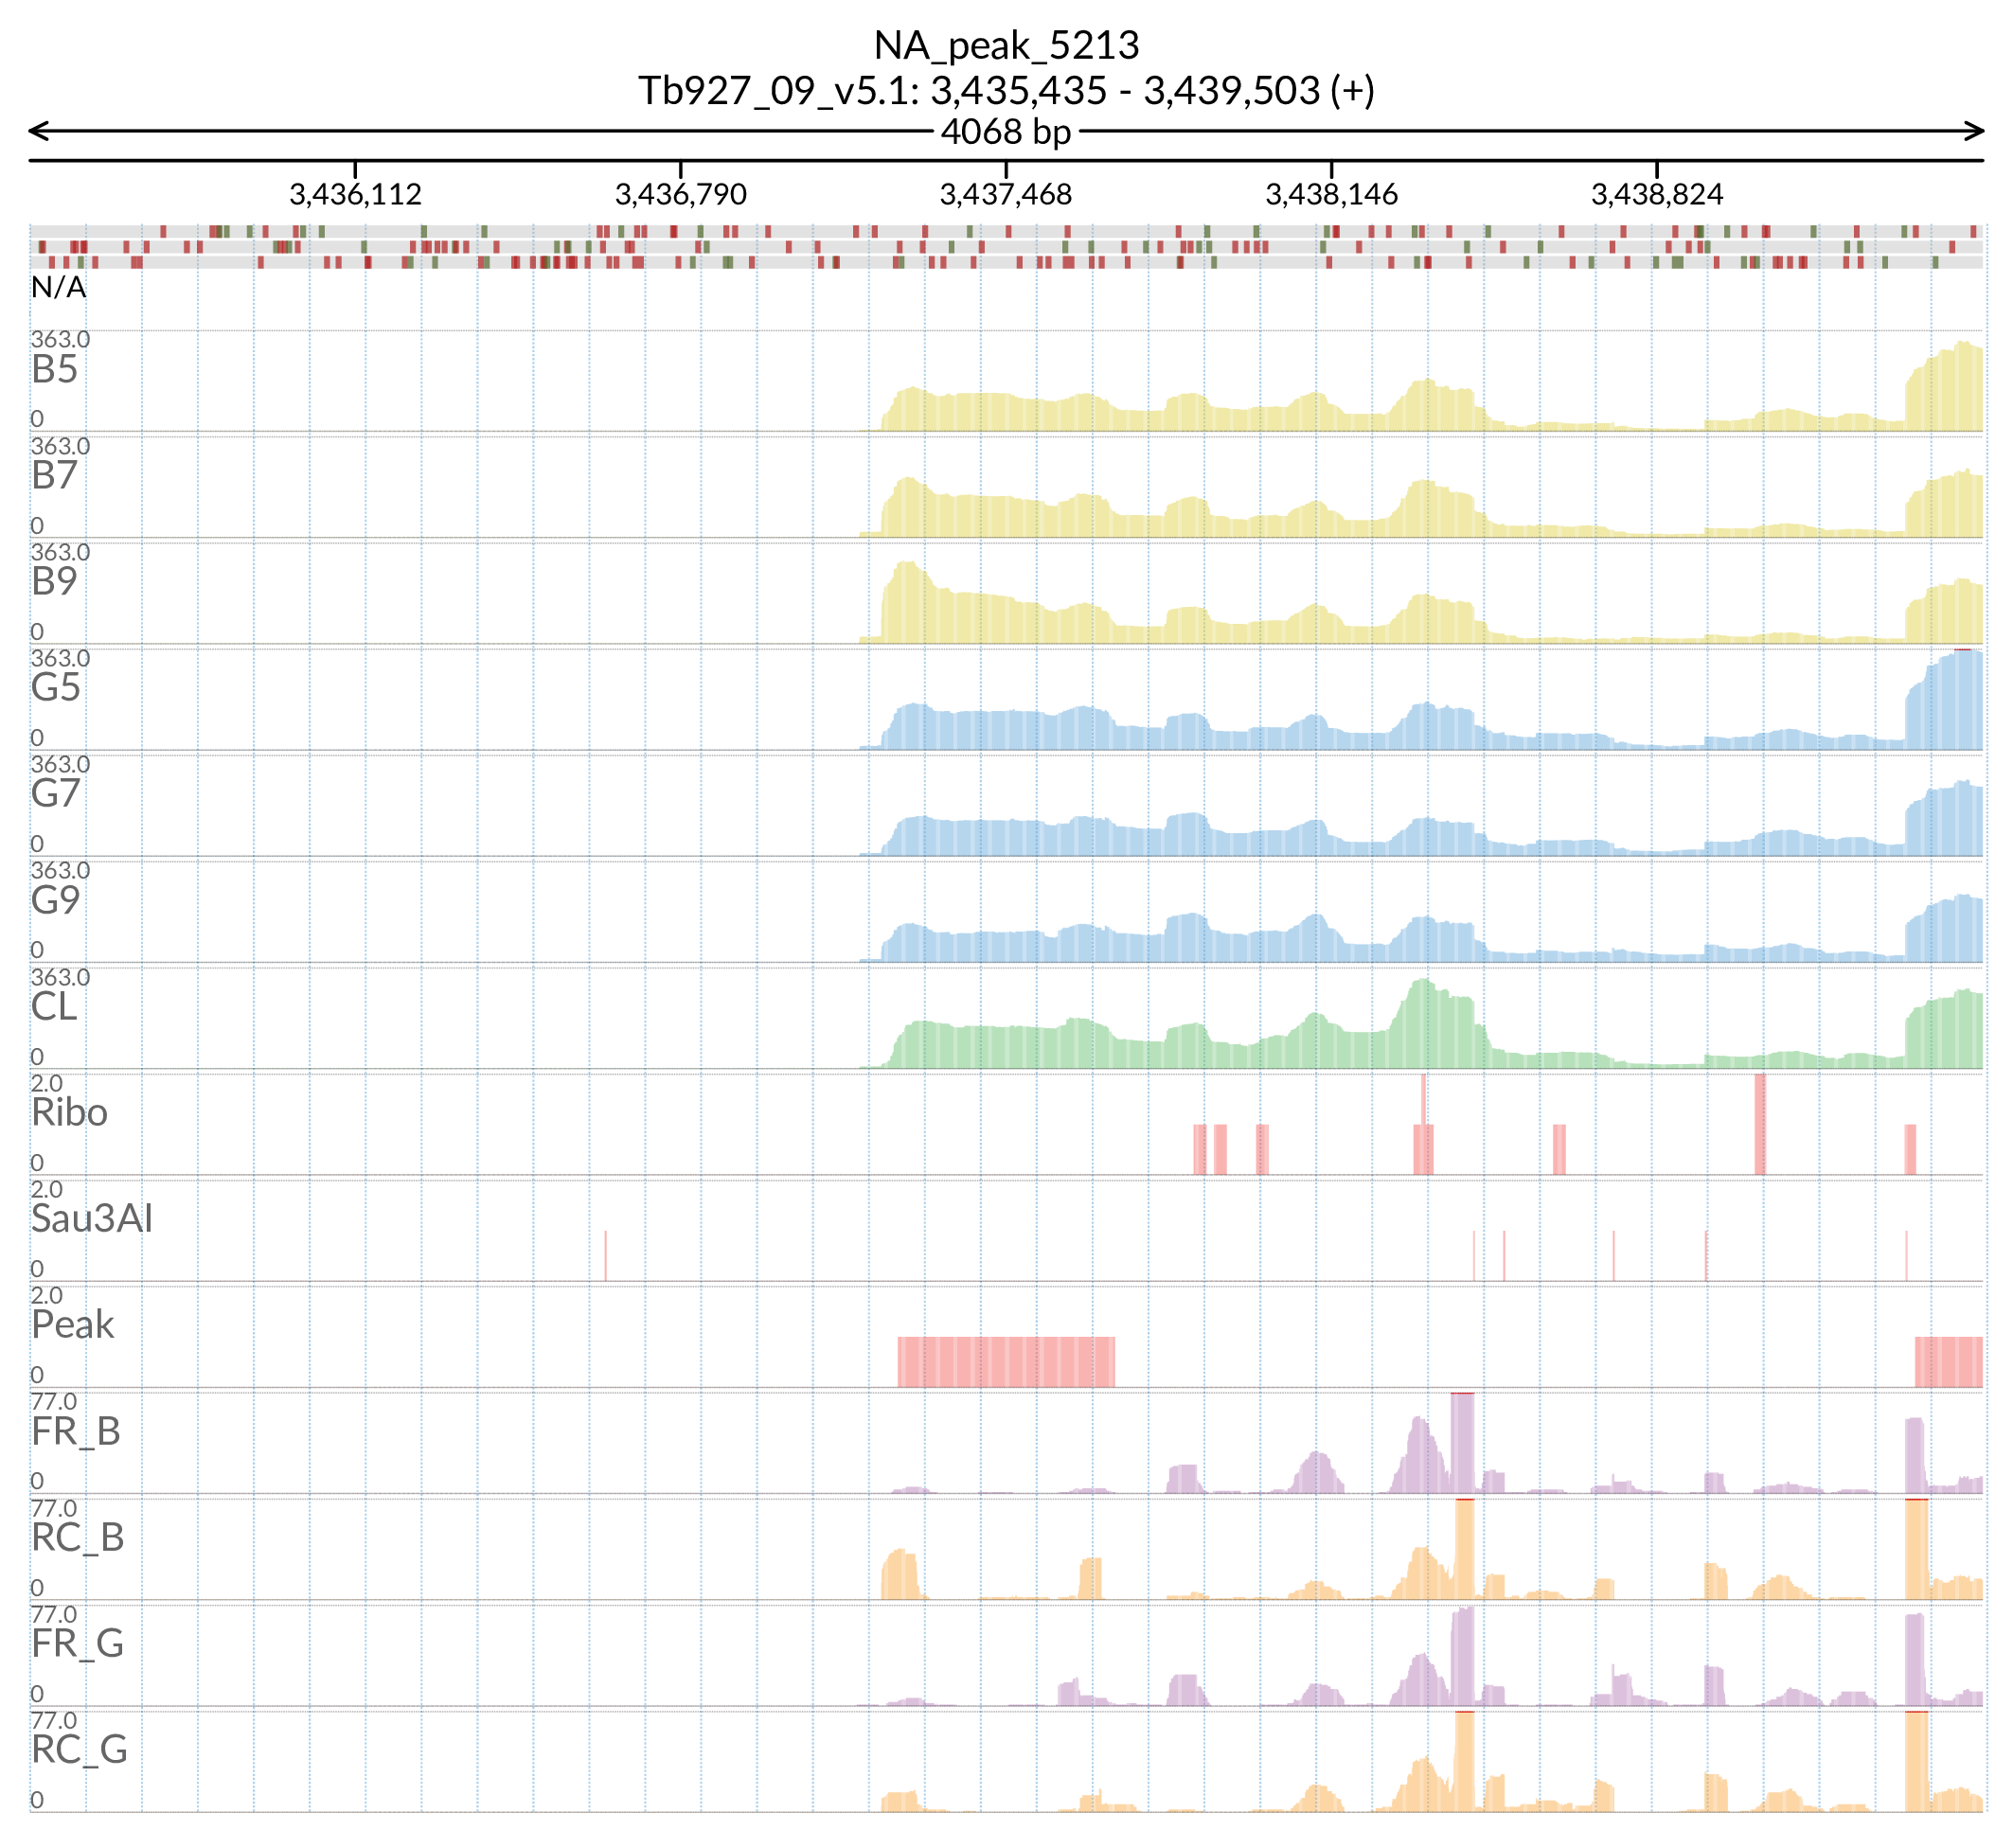 NA_peak_5213
Tb927_09_v5.1: 3,435,435 - 3,439,503 (+)
4068 bp
3,436,112 3,436,790 3,437,468 3,438,146 3,438,824
N/A
363.0
B5
0
363.0
B7
0
363.0
B9
0
363.0
G5
0
363.0
G7
0
363.0
G9
0
363.0
CL
0
2.0
Ribo
0
2.0
Sau3AI
0
2.0
Peak
0
77.0
FR_B
0
77.0
RC_B
0
77.0
FR_G
0
77.0
RC_G
0